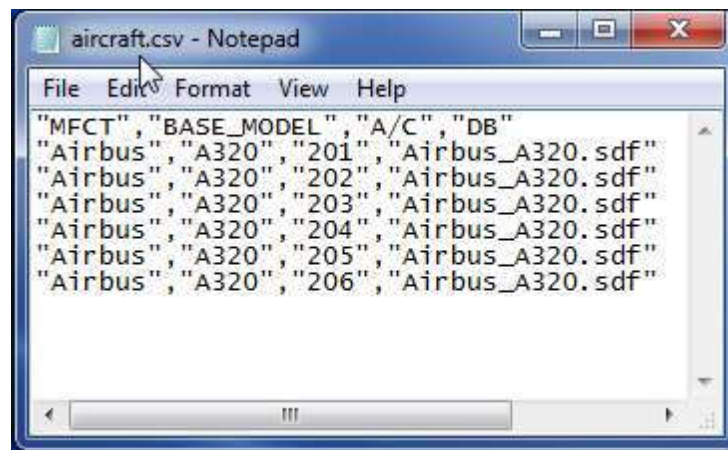 aircraft.csv - Notepad
File Edit Format View Help
"MFCT","BASE_MODEL","A/C","DB"
"Airbus","A320","201","Airbus_A320.sdf"
"Airbus","A320","202","Airbus_A320.sdf"
"Airbus","A320","203","Airbus_A320.sdf"
"Airbus","A320","204","Airbus_A320.sdf"
"Airbus","A320","205","Airbus_A320.sdf"
"Airbus","A320","206","Airbus_A320.sdf"